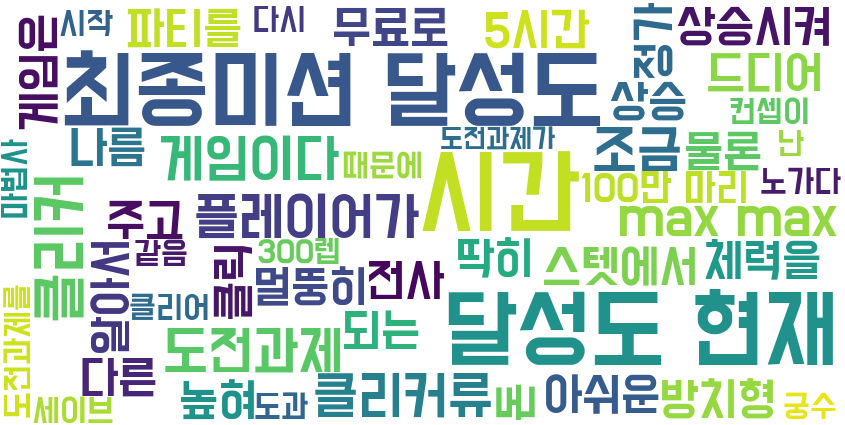 시작 파티를 다시 무료로 5시간 정가 상승시켜
게임은 최종미션 달성도 상승 드디어
컨셉이
마법사 나름 게임이다 때문에 도전과제가 조금 물론 난
시간 100만 마리 노가다
클리커 주고 플레이어가 max max
알아서 같음 클릭 300렙 멀뚱히 전사 딱히 스텟에서 체력을
도전과제를 클리어 되는 달성도 현재
다른 도전과제
세이브 높혀 도과 클리커류 아쉬운 방치형 궁수